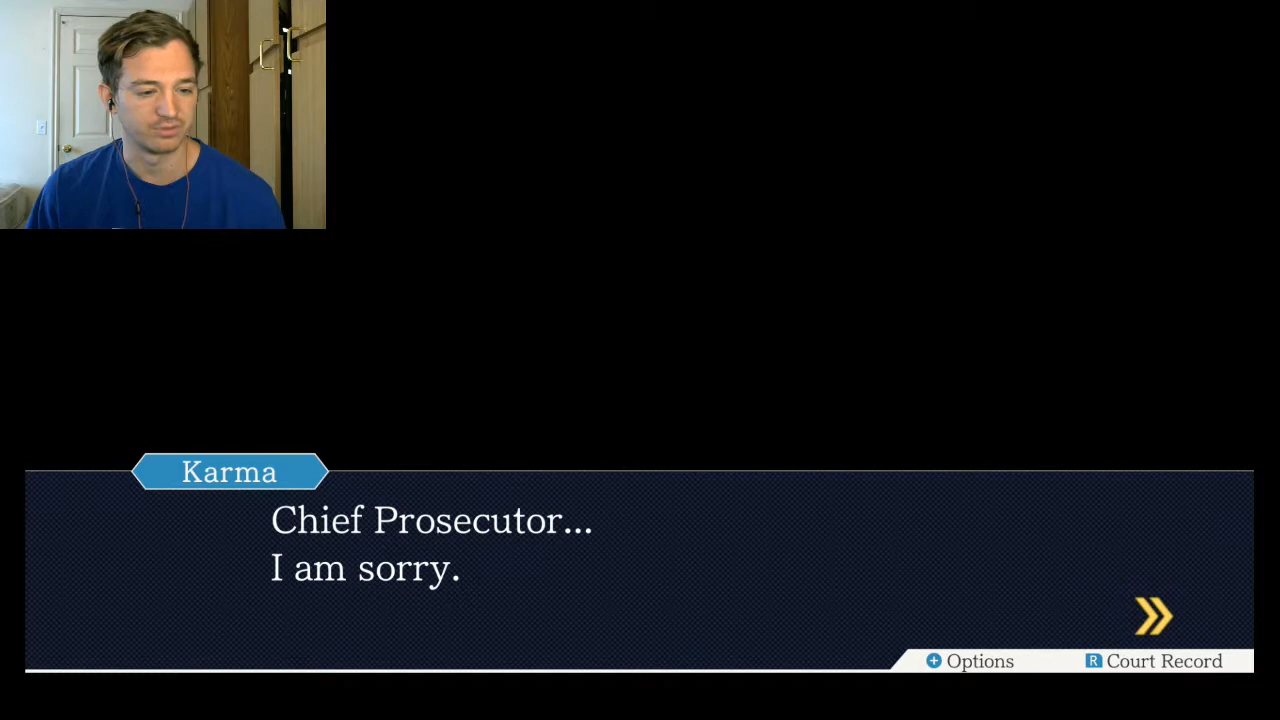 Karma
Chief Prosecutor...
I am sorry.
+ Options
R Court Record